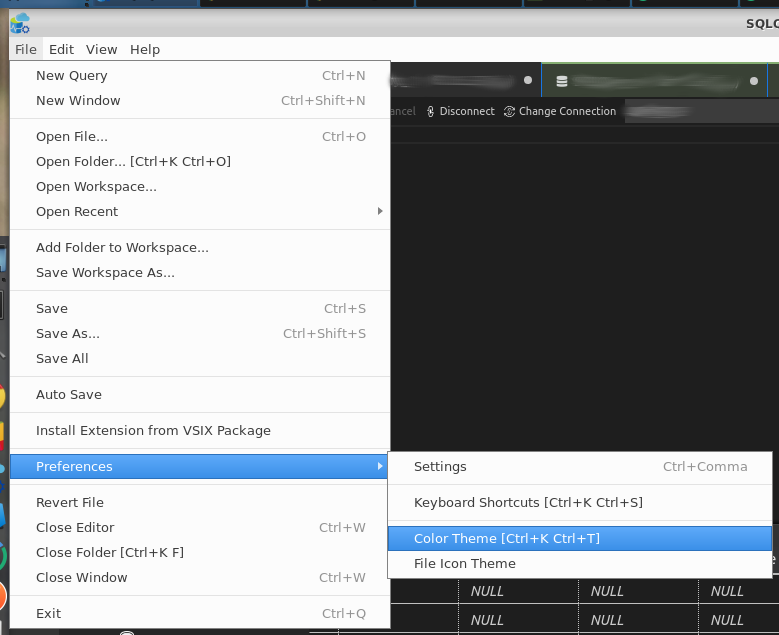 SQLO
File Edit View Help
New Query Ctrl+N
New Window Ctrl+Shift+N
Open File... Ctrl+O
Open Folder... [Ctrl+K Ctrl+O]
Open Workspace...
Open Recent
Add Folder to Workspace...
Save Workspace As...
Save Ctrl+S
Save As... Ctrl+Shift+S
Save All
Auto Save
Install Extension from VSIX Package
Preferences
Revert File
Close Editor Ctrl+W
Close Folder [Ctrl+K F]
Close Window Ctrl+W
Exit Ctrl+Q
ancel Disconnect Change Connection
Settings Ctrl+Comma
Keyboard Shortcuts [Ctrl+K Ctrl+S]
Color Theme [Ctrl+K Ctrl+T]
File Icon Theme
NULL NULL NULL
NULL NULL NULL